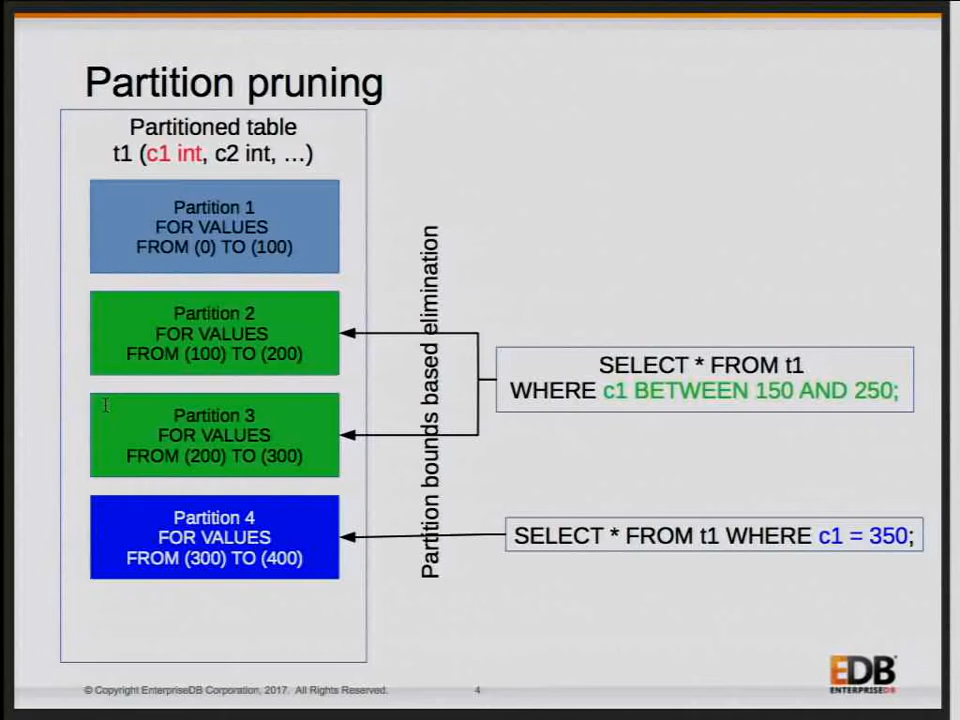 Partition pruning
Partitioned table
t1 (c1 int, c2 int, …)
Partition 1
FOR VALUES
FROM (0) TO (100)
Partition 2
FOR VALUES
FROM (100) TO (200)
Partition 3
FOR VALUES
FROM (200) TO (300)
Partition 4
FOR VALUES
FROM (300) TO (400)
Partition bounds based elimination
SELECT * FROM t1
WHERE c1 BETWEEN 150 AND 250;
SELECT * FROM t1 WHERE c1 = 350;
© Copyright EnterpriseDB Corporation, 2017. All Rights Reserved.
4
EDB
ENTERPRISEDB